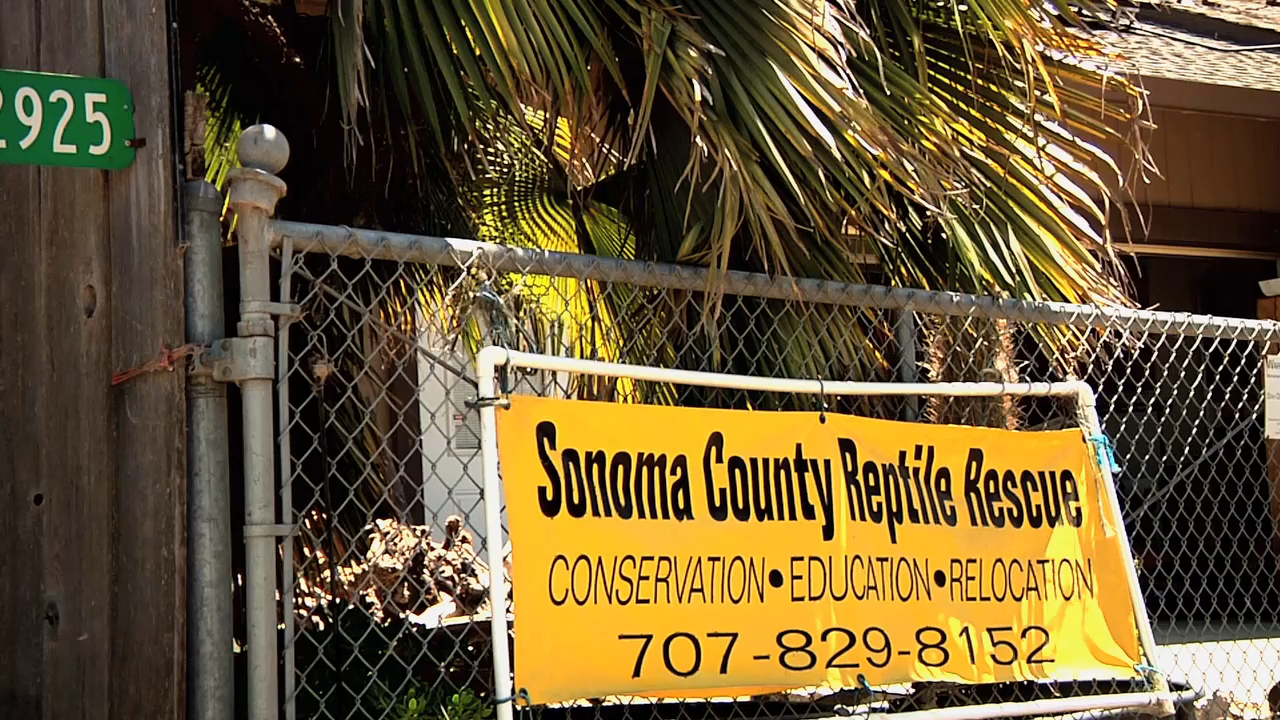 2925
Sonoma County Reptile Rescue
CONSERVATION•EDUCATION•RELOCATION
707-829-8152